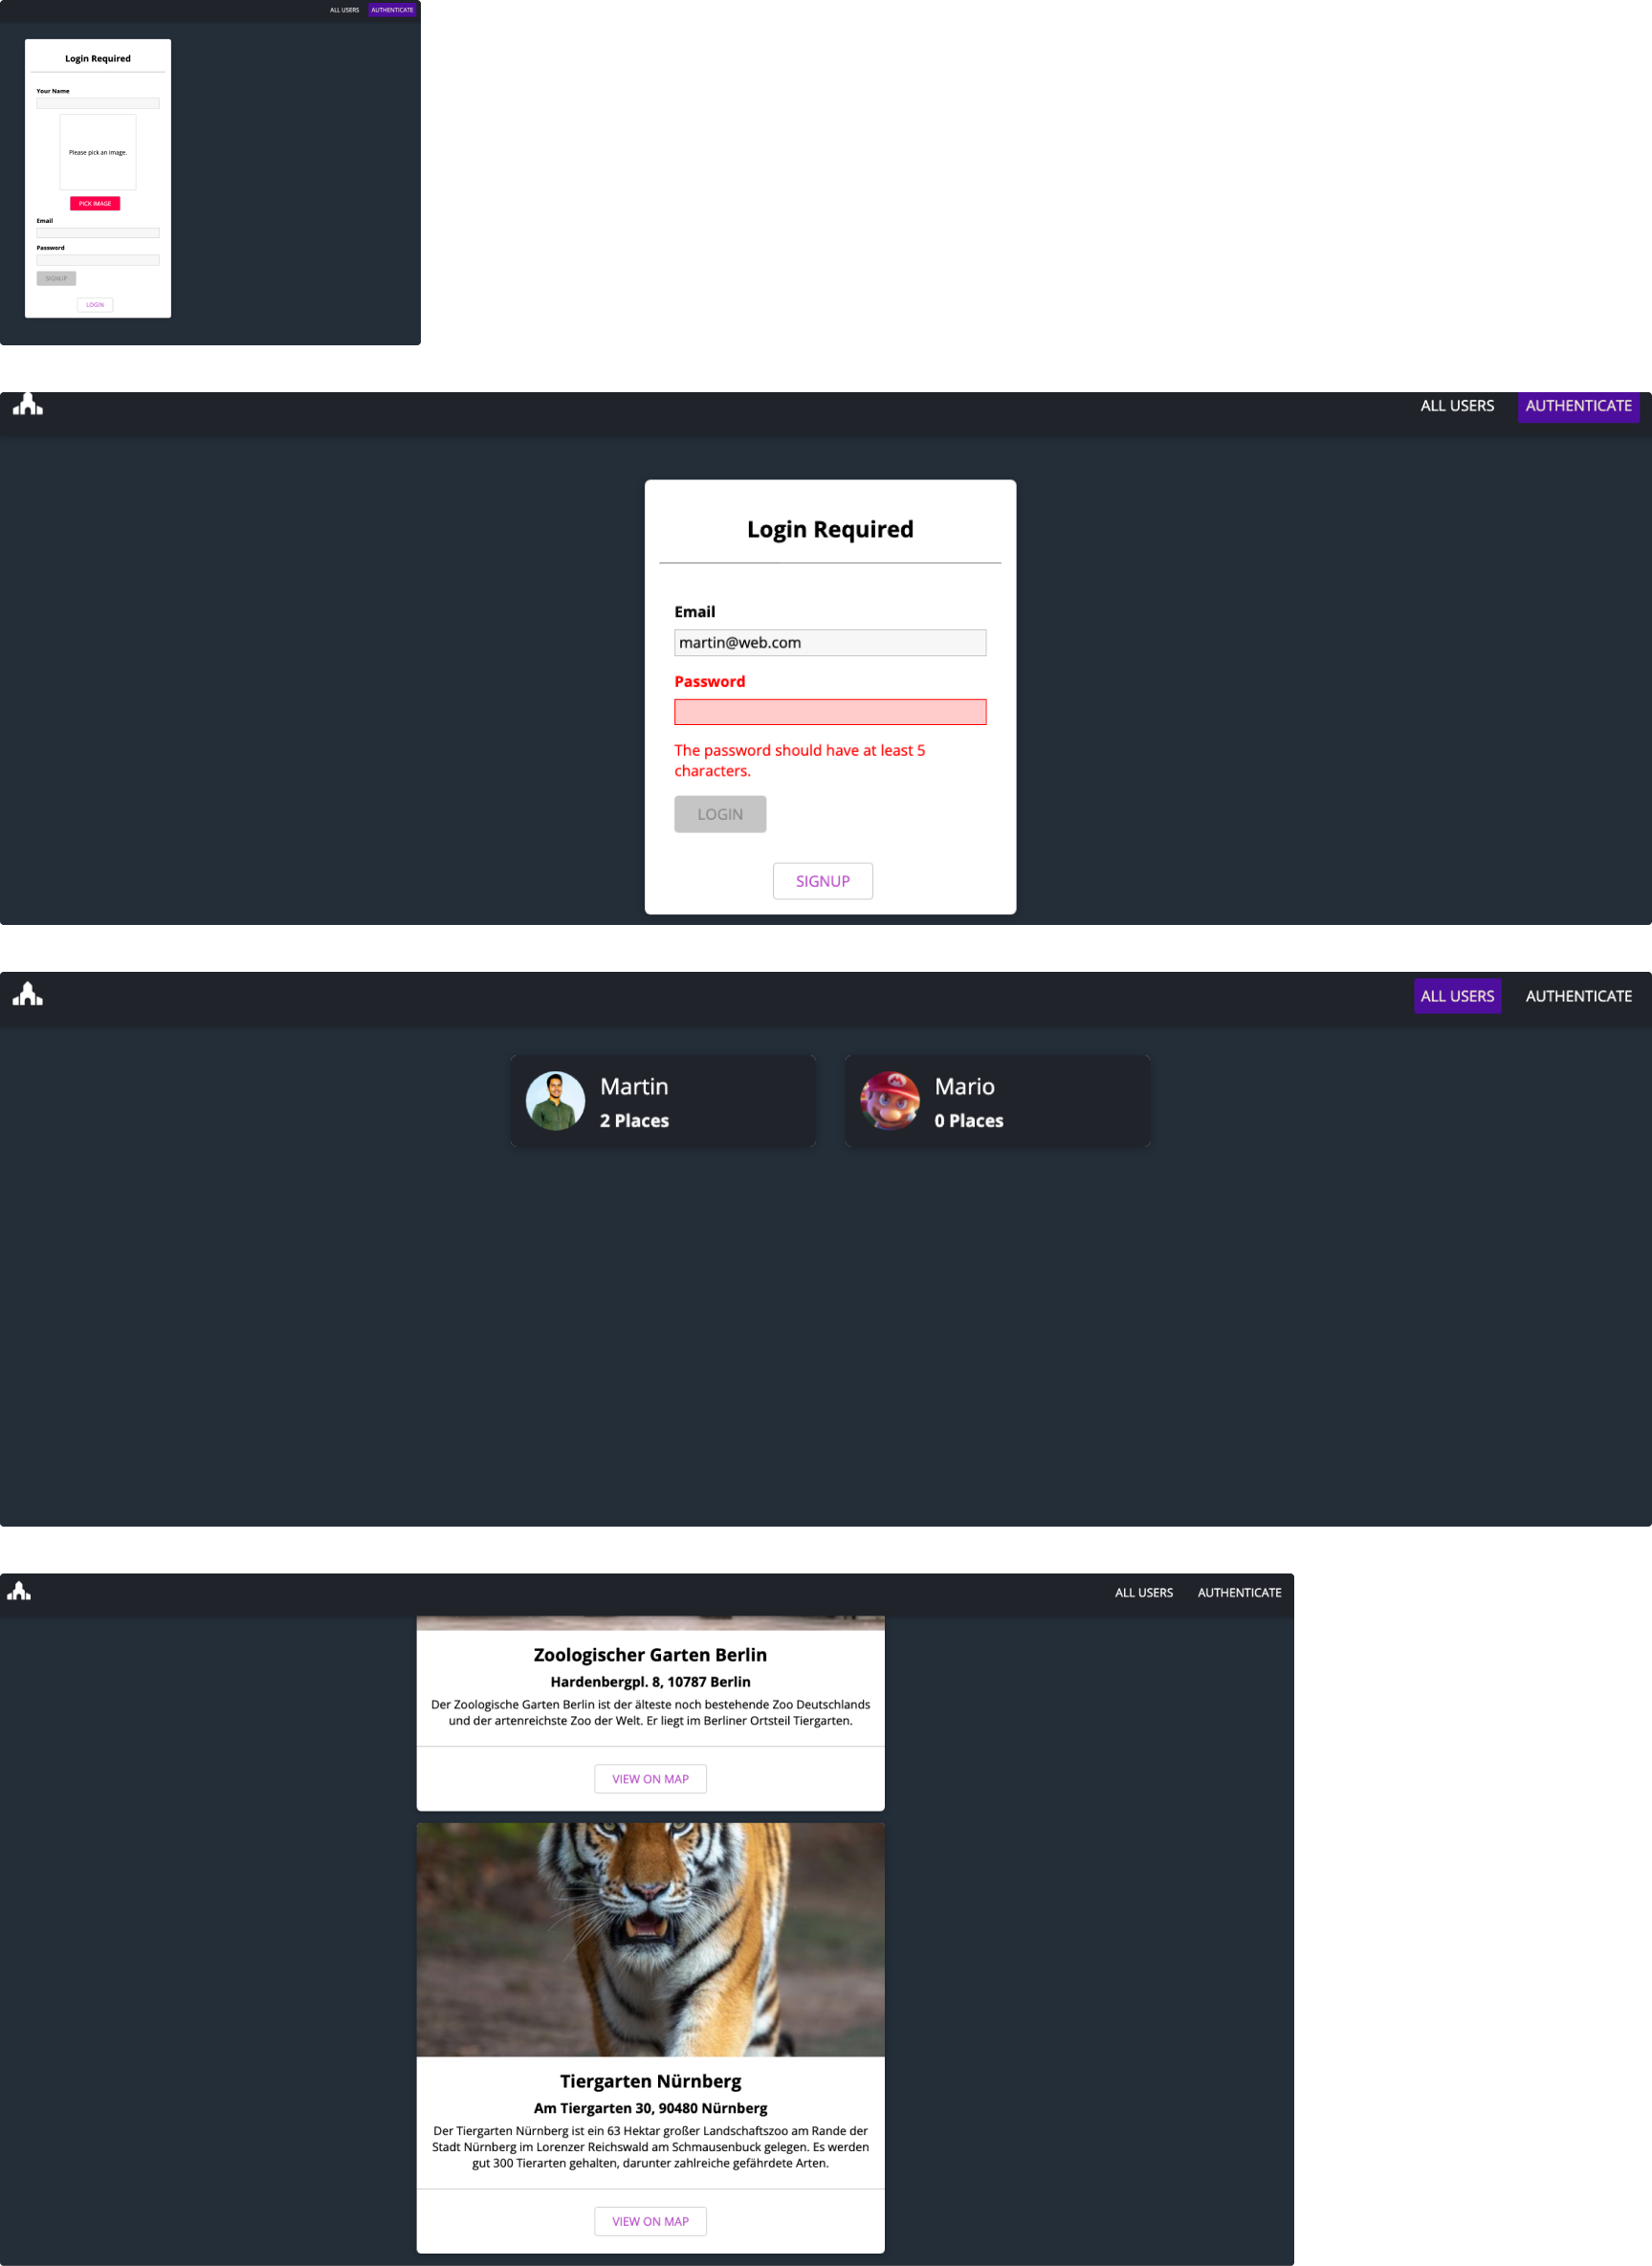 ALL USERS AUTHENTICATE
Login Required
Your Name
Please pick an image.
PICK IMAGE
Email
Password
SIGNUP
LOGIN
ALL USERS AUTHENTICATE
Login Required
Email
martin@web.com
Password
The password should have at least 5
characters.
LOGIN
SIGNUP
ALL USERS AUTHENTICATE
Martin
2 Places
Mario
0 Places
ALL USERS AUTHENTICATE
Zoologischer Garten Berlin
Hardenbergpl. 8, 10787 Berlin
Der Zoologische Garten Berlin ist der älteste noch bestehende Zoo Deutschlands
und der artenreichste Zoo der Welt. Er liegt im Berliner Ortsteil Tiergarten.
VIEW ON MAP
Tiergarten Nürnberg
Am Tiergarten 30, 90480 Nürnberg
Der Tiergarten Nürnberg ist ein 63 Hektar großer Landschaftszoo am Rande der
Stadt Nürnberg im Lorenzer Reichswald am Schmausenbuck gelegen. Es werden
gut 300 Tierarten gehalten, darunter zahlreiche gefährdete Arten.
VIEW ON MAP